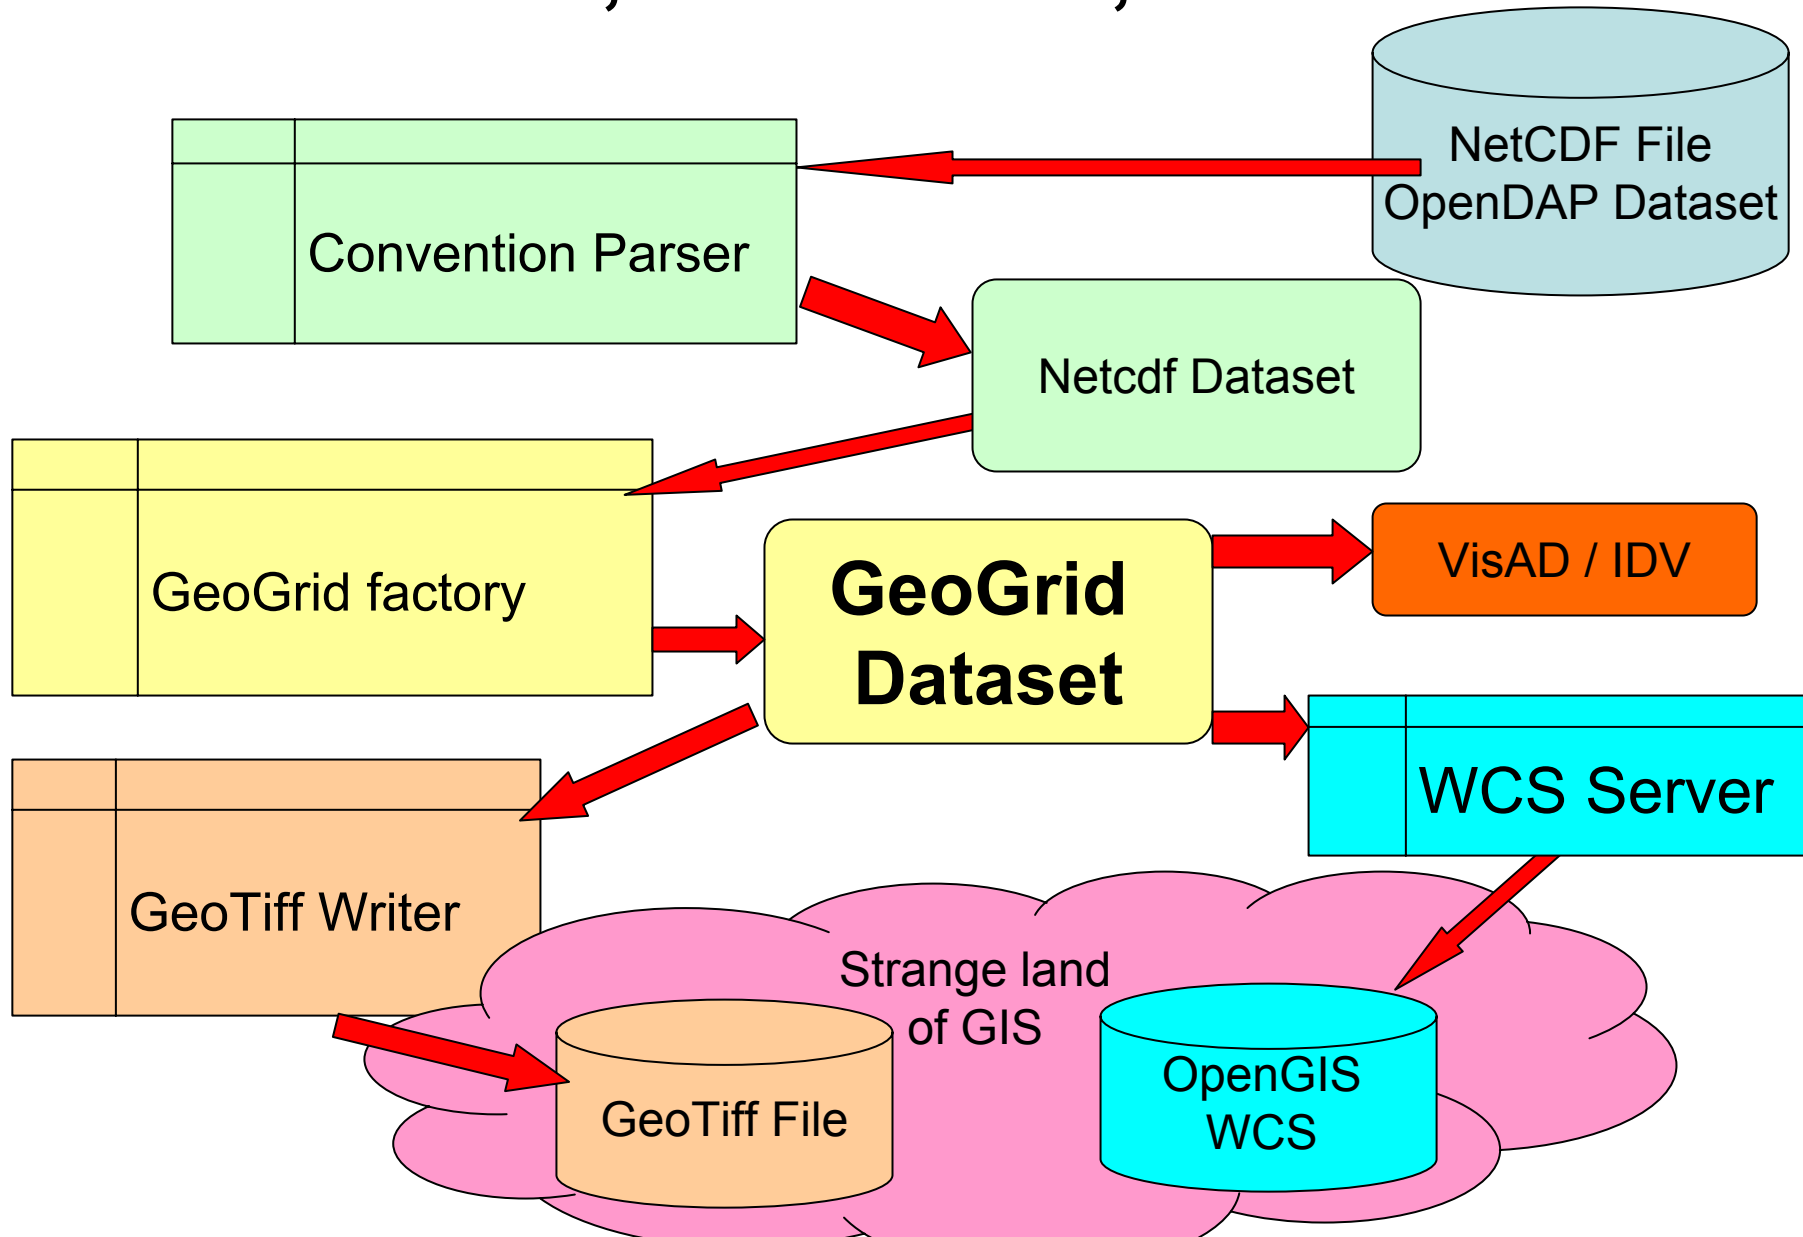 NetCDF File
OpenDAP Dataset
Convention Parser
Netcdf Dataset
GeoGrid factory
GeoGrid
Dataset
VisAD / IDV
WCS Server
GeoTiff Writer
Strange land
of GIS
GeoTiff File
OpenGIS
WCS